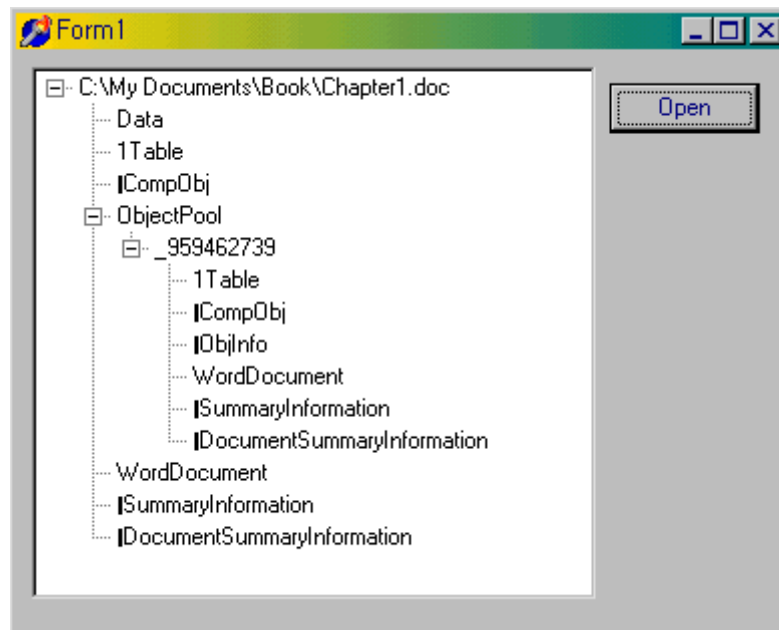 Form1
C:\My Documents\Book\Chapter1.doc
Open
Data
1Table
CompObj
ObjectPool
_959462739
1Table
CompObj
ObjInfo
WordDocument
SummaryInformation
DocumentSummaryInformation
WordDocument
SummaryInformation
DocumentSummaryInformation